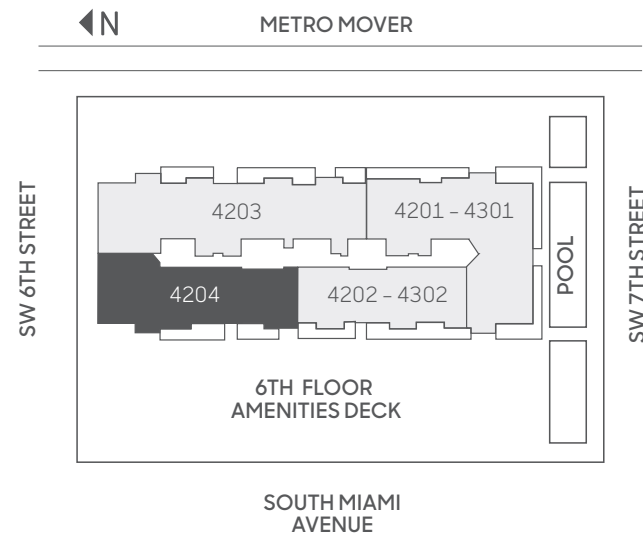 N
METRO MOVER
SW 6TH STREET
4203
4201 – 4301
4204
4202 – 4302
POOL
SW 7TH STREET
6TH FLOOR
AMENITIES DECK
SOUTH MIAMI
AVENUE